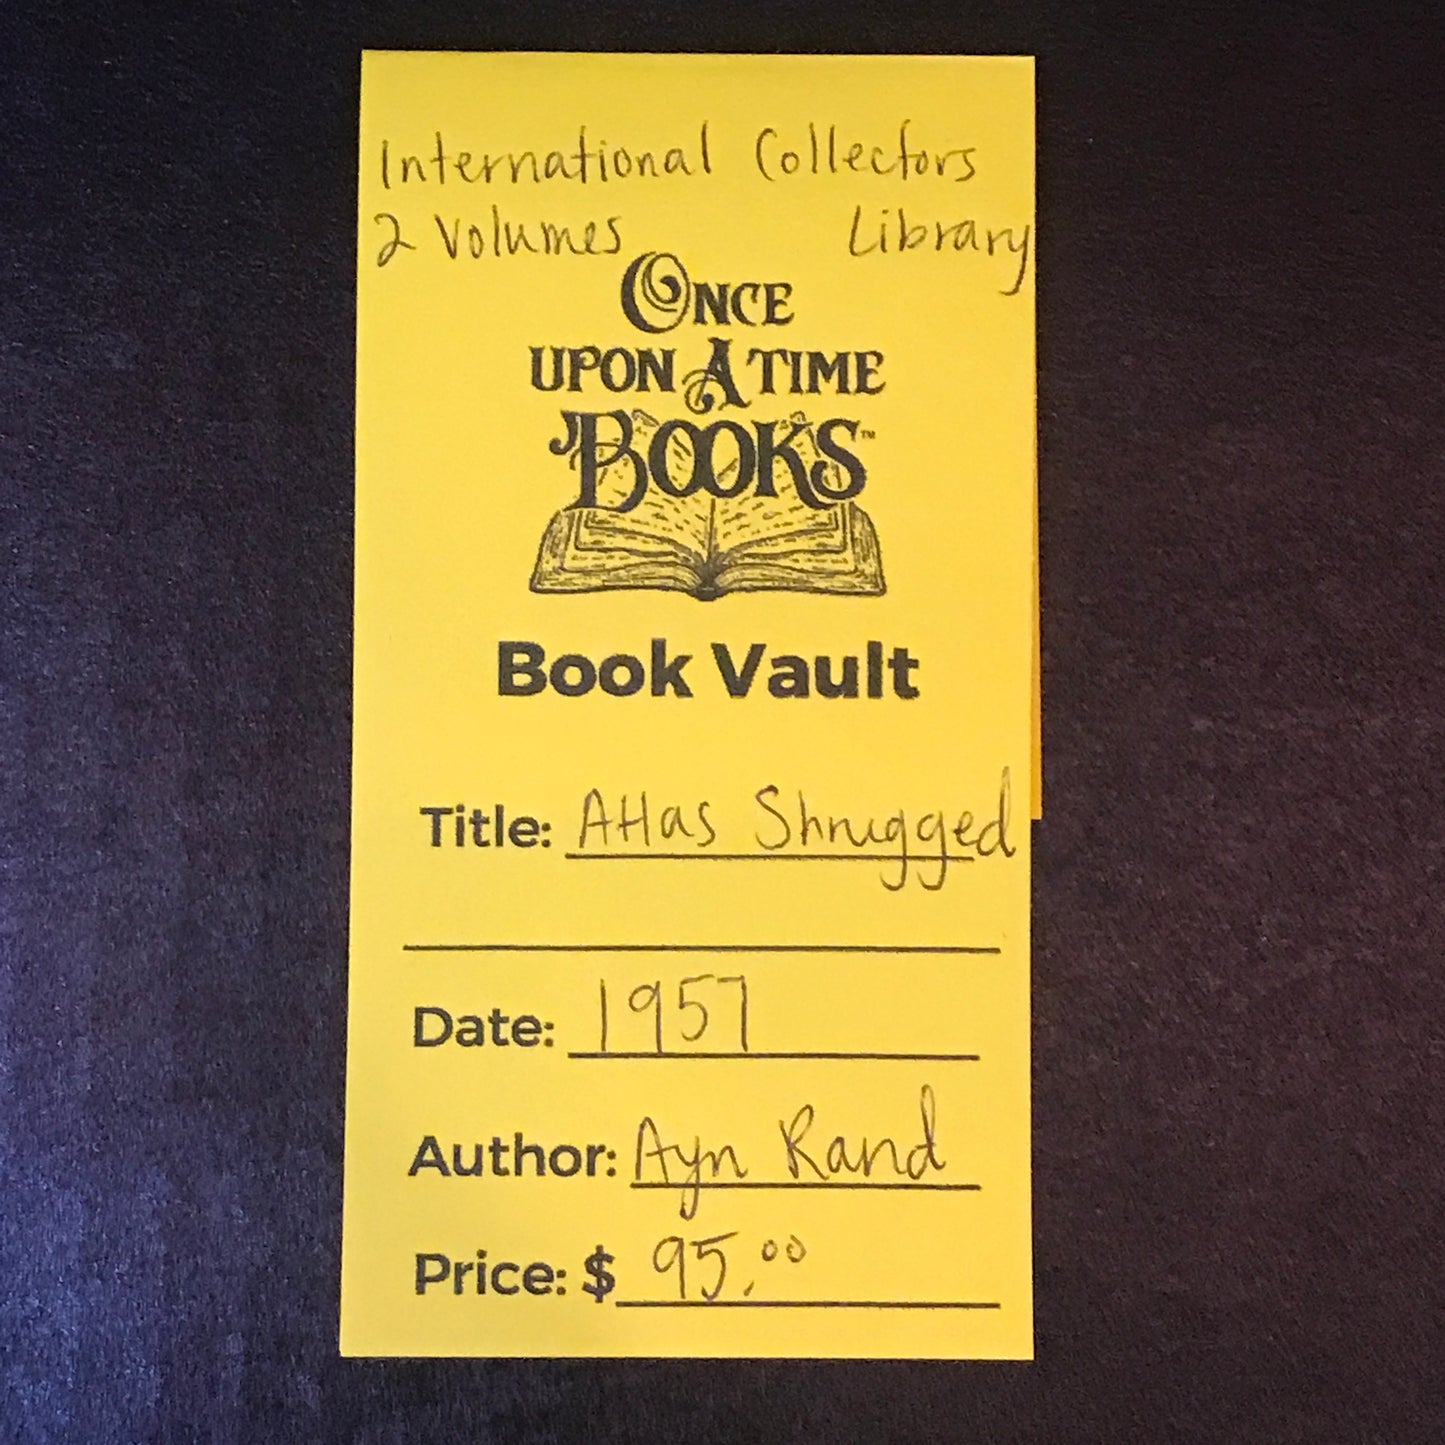 International Collectors
2 Volumes Library
ONCE
UPON A TIME
BOOKS™
Book Vault
Title: Atlas Shrugged
Date: 1957
Author: Ayn Rand
Price: $ 95.00